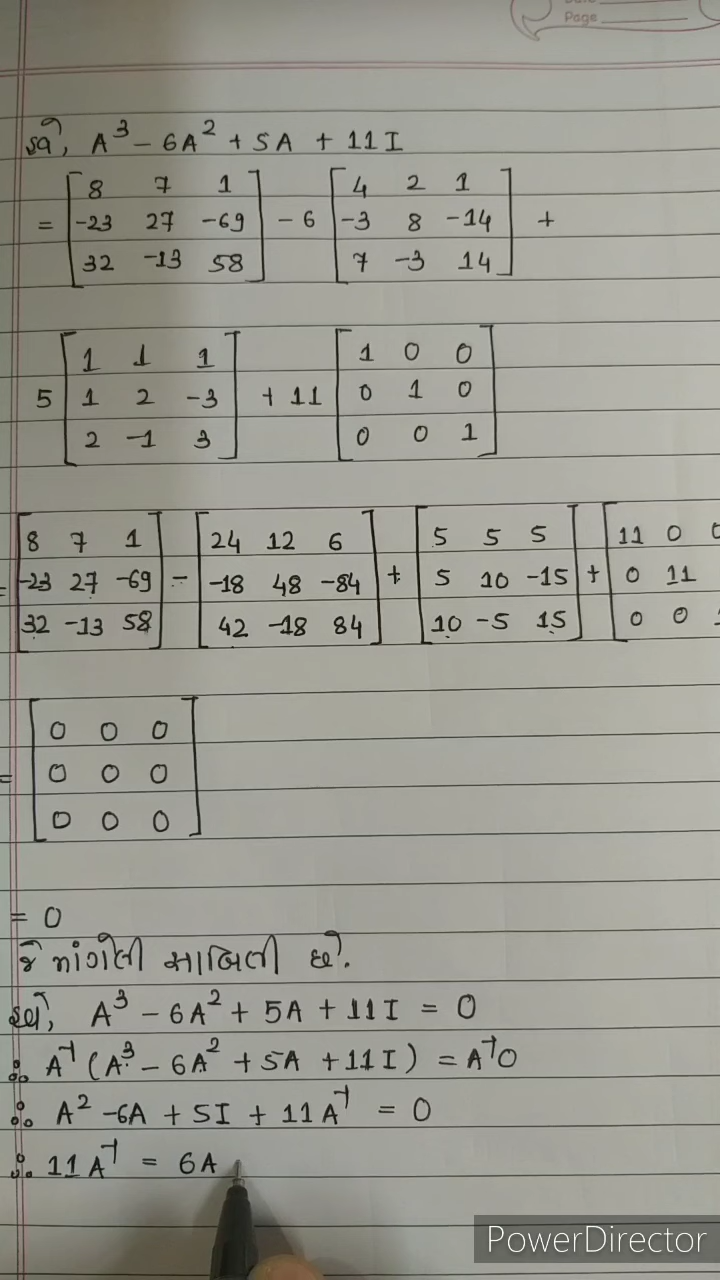 Page
હવે, A³ - 6A² + 5A + 11I
= [8 7 1; -23 27 -69; 32 -13 58] - 6 [4 2 1; -3 8 -14; 7 -3 14] +
5 [1 1 1; 1 2 -3; 2 -1 3] + 11 [1 0 0; 0 1 0; 0 0 1]
= [8 7 1; -23 27 -69; 32 -13 58] - [24 12 6; -18 48 -84; 42 -18 84] + [5 5 5; 5 10 -15; 10 -5 15] + [11 0 0; 0 11; 0 0 1
= [0 0 0; 0 0 0; 0 0 0]
= 0
જે માંગેલી સાબિતી છે.
હવે, A³ - 6A² + 5A + 11I = 0
∴ A⁻¹ (A³ - 6A² + 5A + 11I) = A⁻¹0
∴ A² - 6A + 5I + 11A⁻¹ = 0
∴ 11A⁻¹ = 6A
PowerDirector